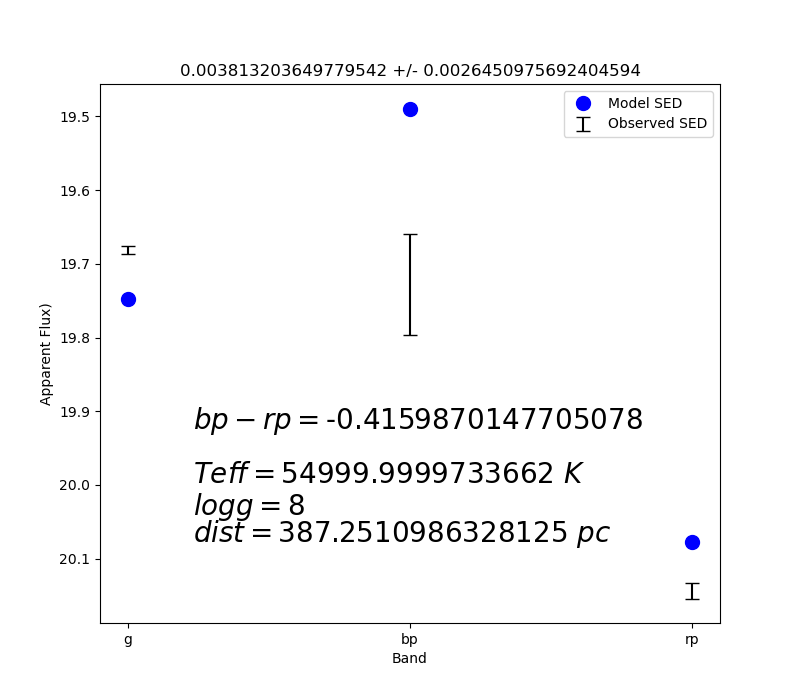 0.003813203649779542 +/- 0.0026450975692404594
Model SED
Observed SED
19.5
19.6
19.7
19.8
19.9
20.0
20.1
Apparent Flux)
bp − rp = -0.4159870147705078
Teff = 54999.9999733662 K
logg = 8
dist = 387.2510986328125 pc
g
bp
rp
Band